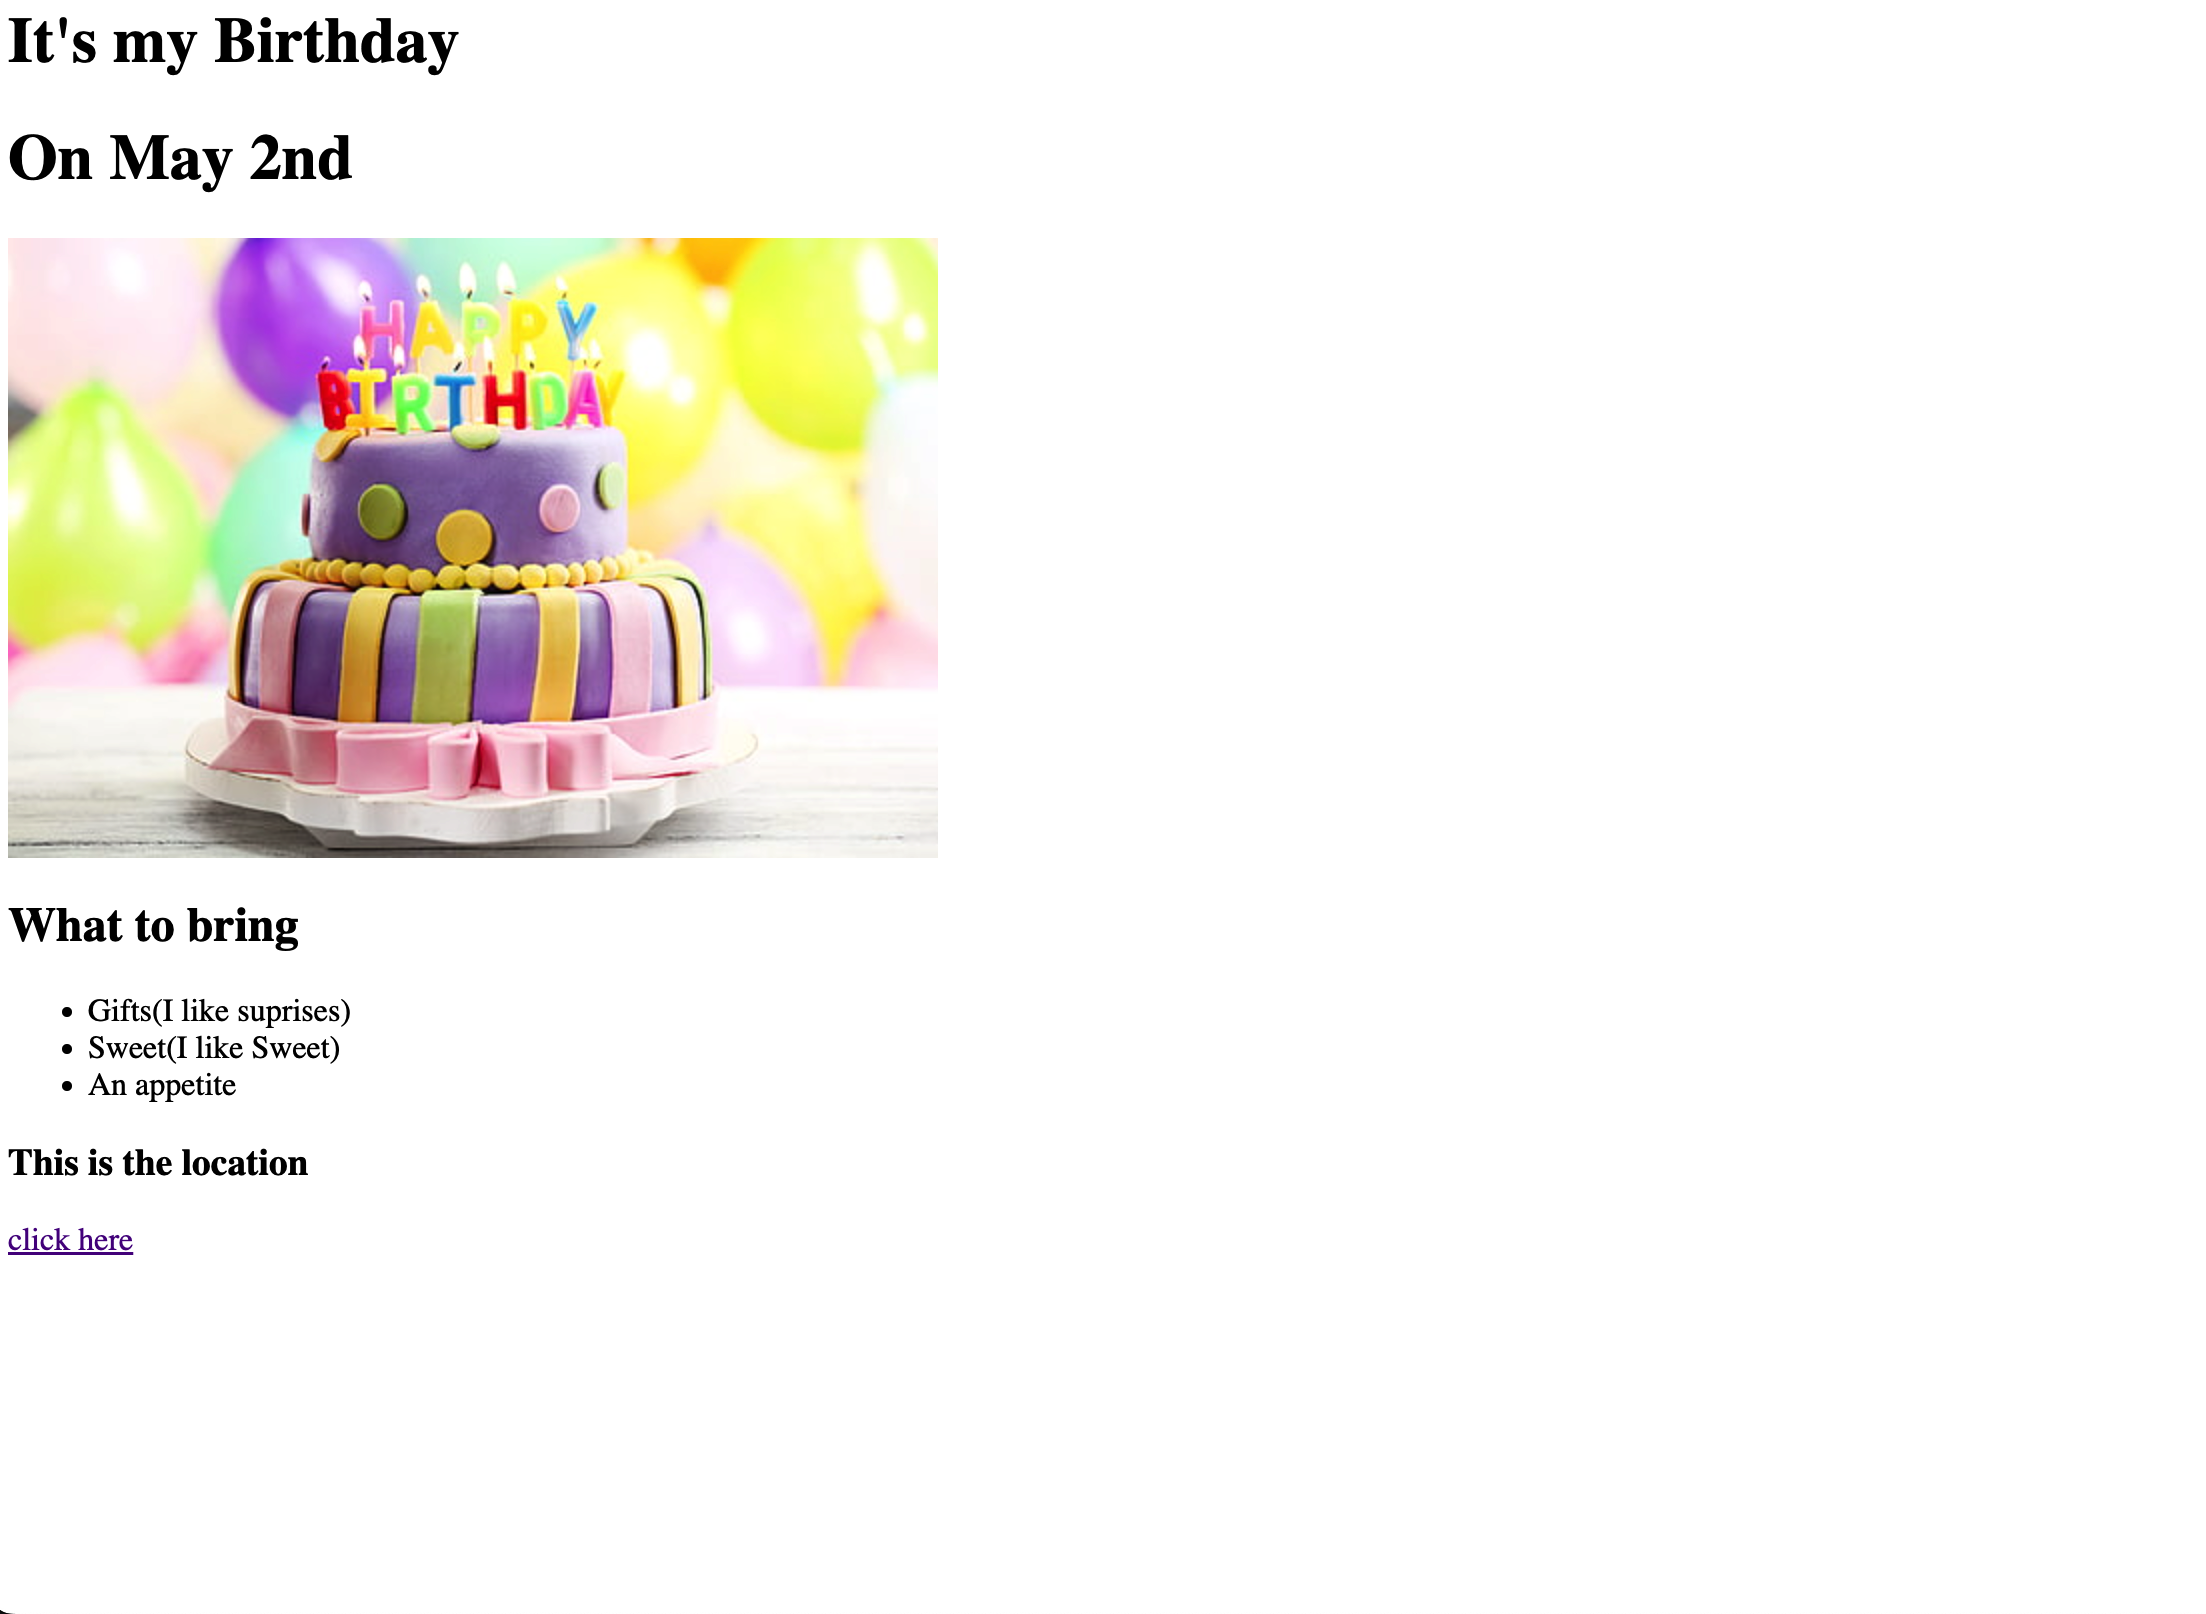 It's my Birthday
On May 2nd
HAPPY
BIRTHDAY
What to bring
Gifts(I like suprises)
Sweet(I like Sweet)
An appetite
This is the location
click here